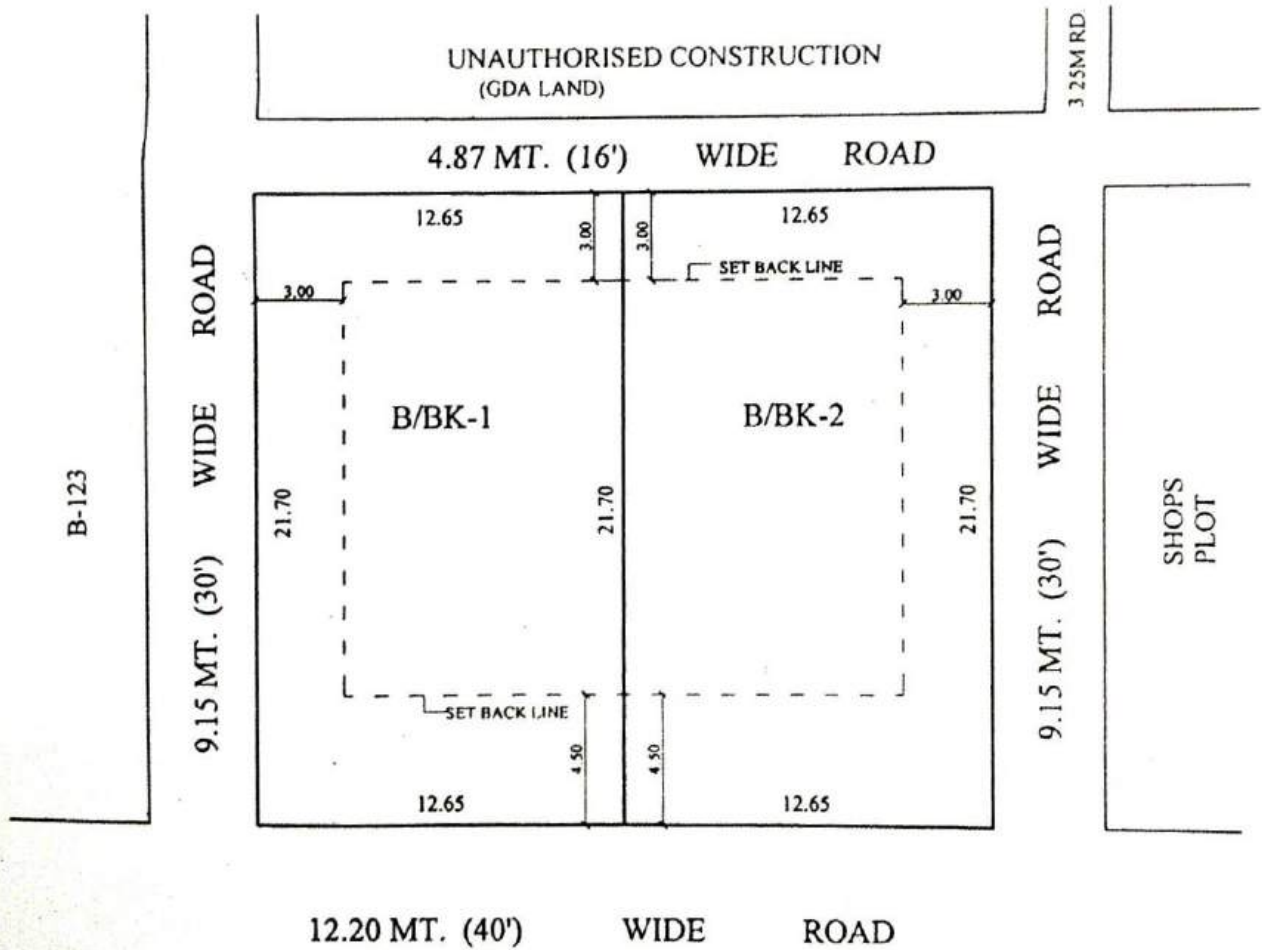 UNAUTHORISED CONSTRUCTION
(GDA LAND)
3 25M RD.
4.87 MT. (16') WIDE ROAD
12.65
12.65
3.00
3.00
SET BACK LINE
3.00
3.00
B/BK-1
B/BK-2
B-123
9.15 MT. (30') WIDE ROAD
21.70
21.70
21.70
9.15 MT. (30') WIDE ROAD
SHOPS
PLOT
SET BACK LINE
4.50
4.50
12.65
12.65
12.20 MT. (40') WIDE ROAD